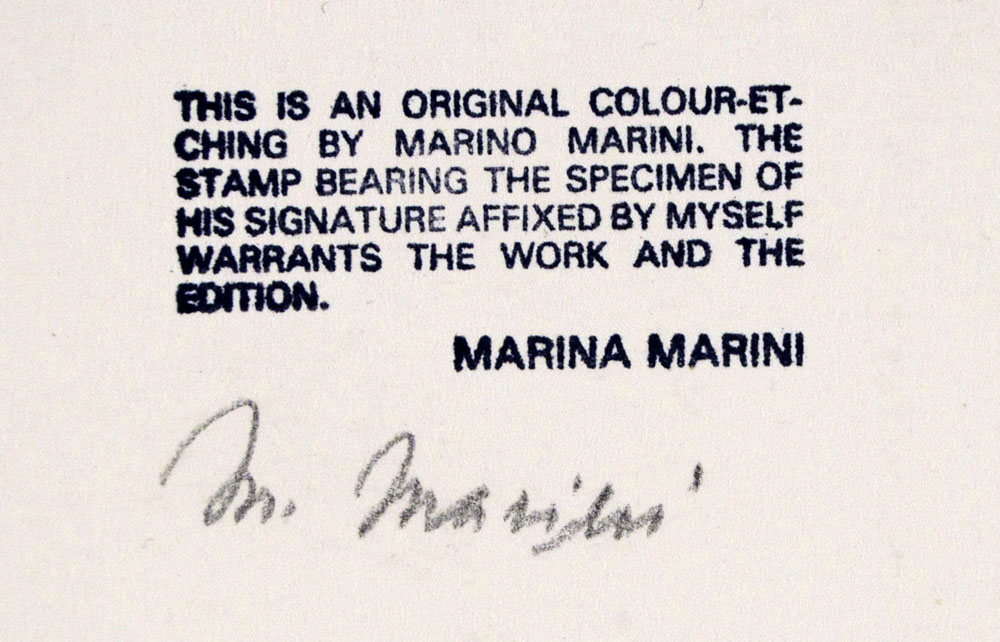 THIS IS AN ORIGINAL COLOUR-ET-
CHING BY MARINO MARINI. THE
STAMP BEARING THE SPECIMEN OF
HIS SIGNATURE AFFIXED BY MYSELF
WARRANTS THE WORK AND THE
EDITION.
MARINA MARINI
M. Marini